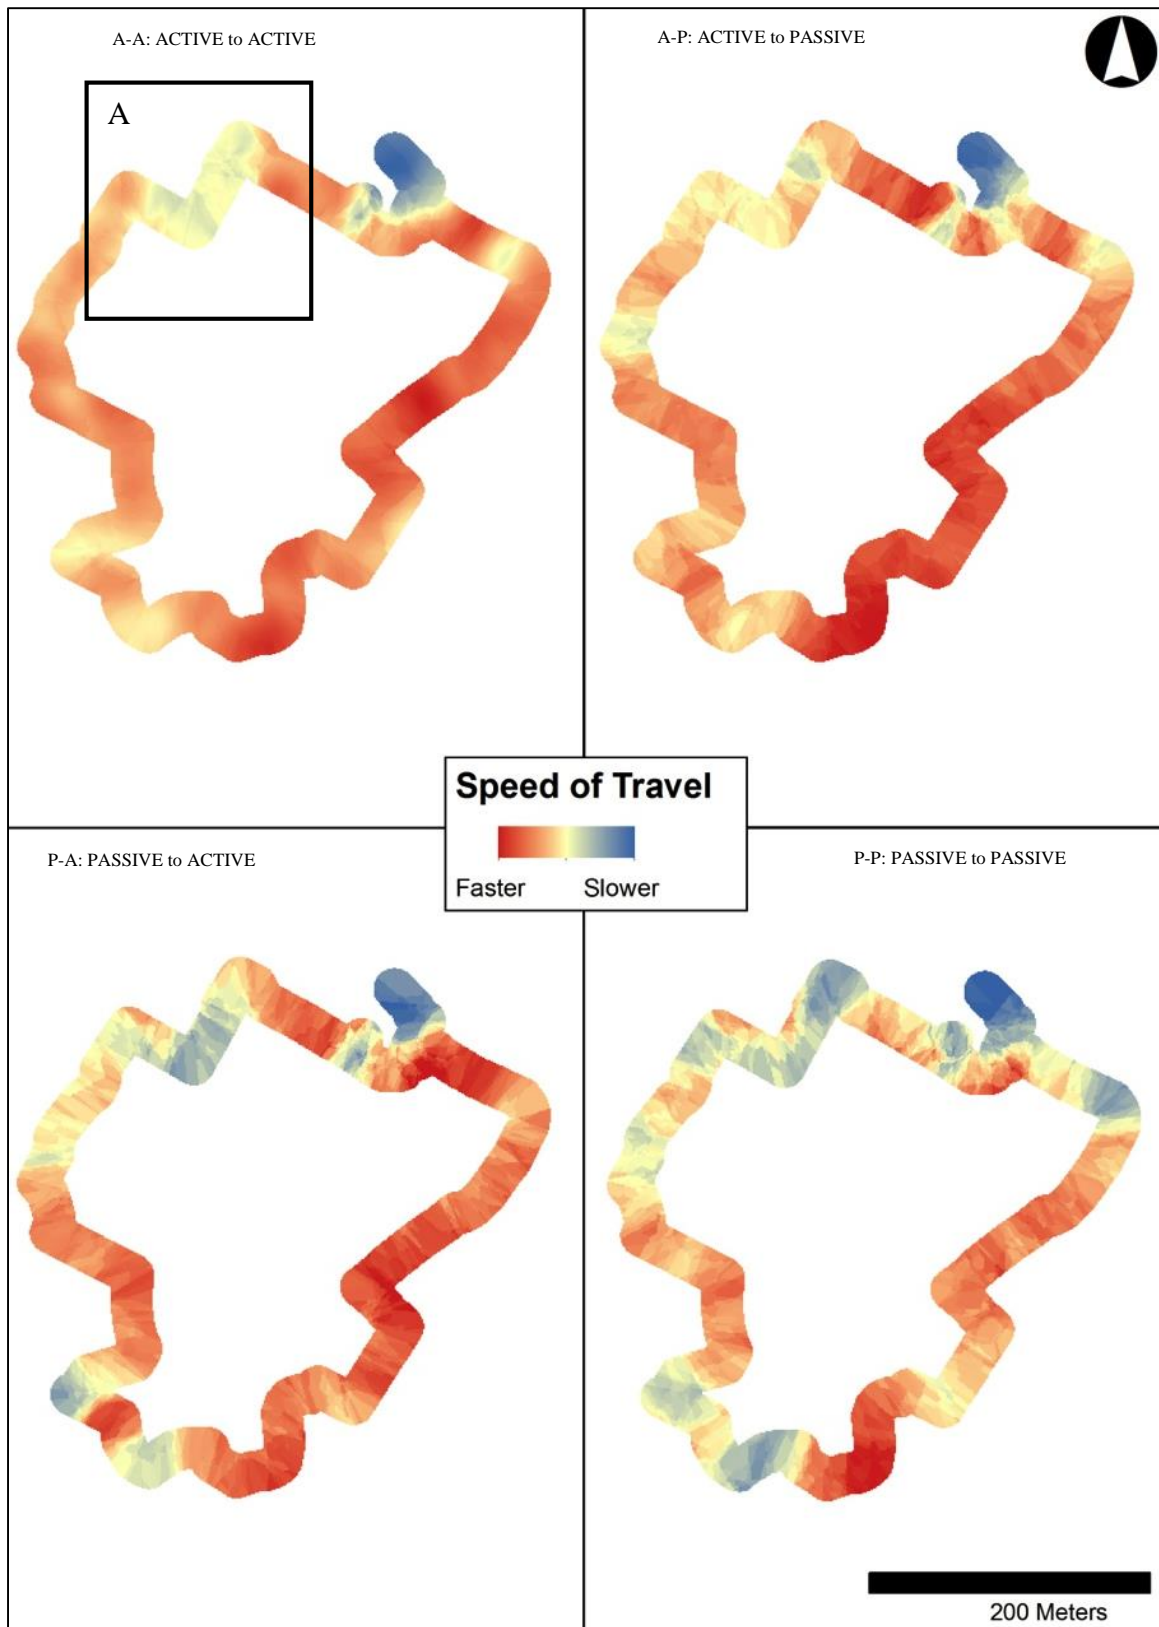 A-A: ACTIVE to ACTIVE
A-P: ACTIVE to PASSIVE
A
Speed of Travel
Faster Slower
P-A: PASSIVE to ACTIVE
P-P: PASSIVE to PASSIVE
200 Meters